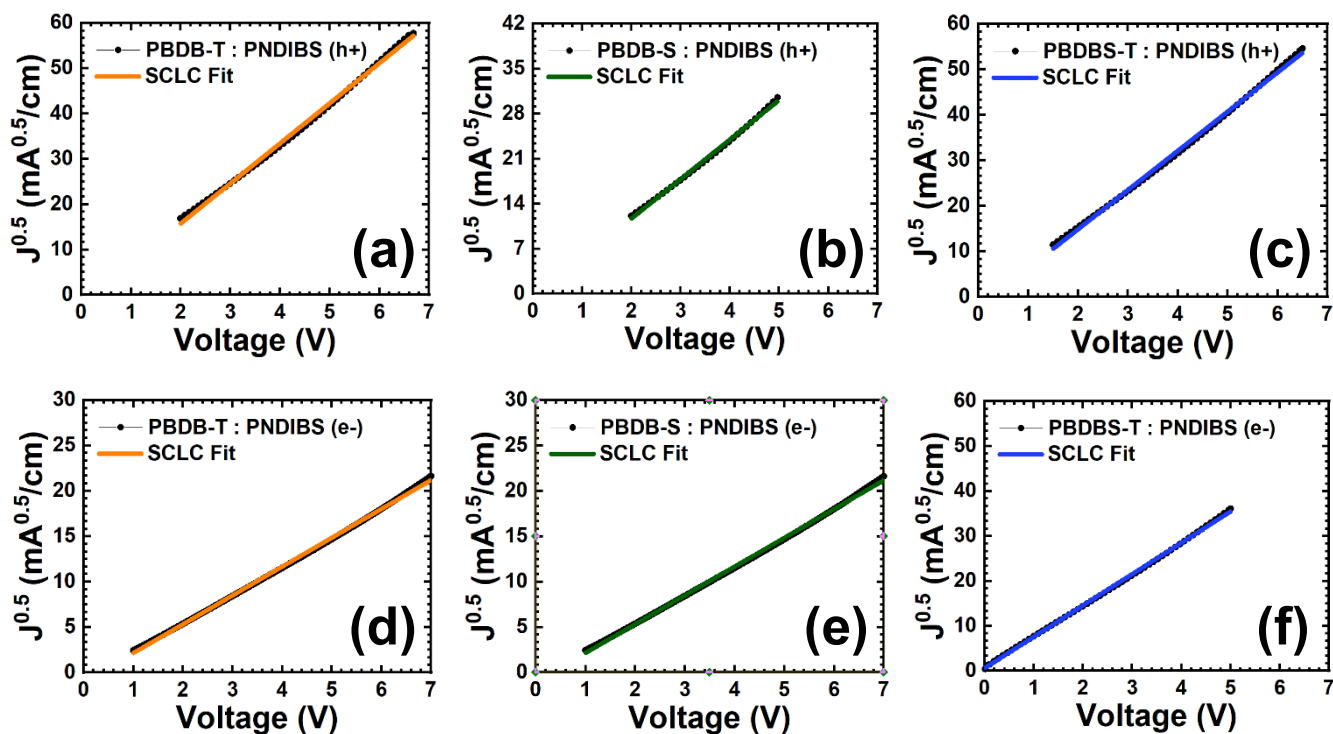 60
50
40
30
20
10
0
J^0.5 (mA^0.5/cm)
PBDB-T : PNDIBS (h+)
SCLC Fit
(a)
0 1 2 3 4 5 6 7
Voltage (V)
42
35
28
21
14
7
0
J^0.5 (mA^0.5/cm)
PBDB-S : PNDIBS (h+)
SCLC Fit
(b)
0 1 2 3 4 5 6 7
Voltage (V)
60
50
40
30
20
10
0
J^0.5 (mA^0.5/cm)
PBDBS-T : PNDIBS (h+)
SCLC Fit
(c)
0 1 2 3 4 5 6 7
Voltage (V)
30
25
20
15
10
5
0
J^0.5 (mA^0.5/cm)
PBDB-T : PNDIBS (e-)
SCLC Fit
(d)
0 1 2 3 4 5 6 7
Voltage (V)
30
25
20
15
10
5
0
J^0.5 (mA^0.5/cm)
PBDB-S : PNDIBS (e-)
SCLC Fit
(e)
0 1 2 3 4 5 6 7
Voltage (V)
60
50
40
30
20
10
0
J^0.5 (mA^0.5/cm)
PBDBS-T : PNDIBS (e-)
SCLC Fit
(f)
0 1 2 3 4 5 6 7
Voltage (V)